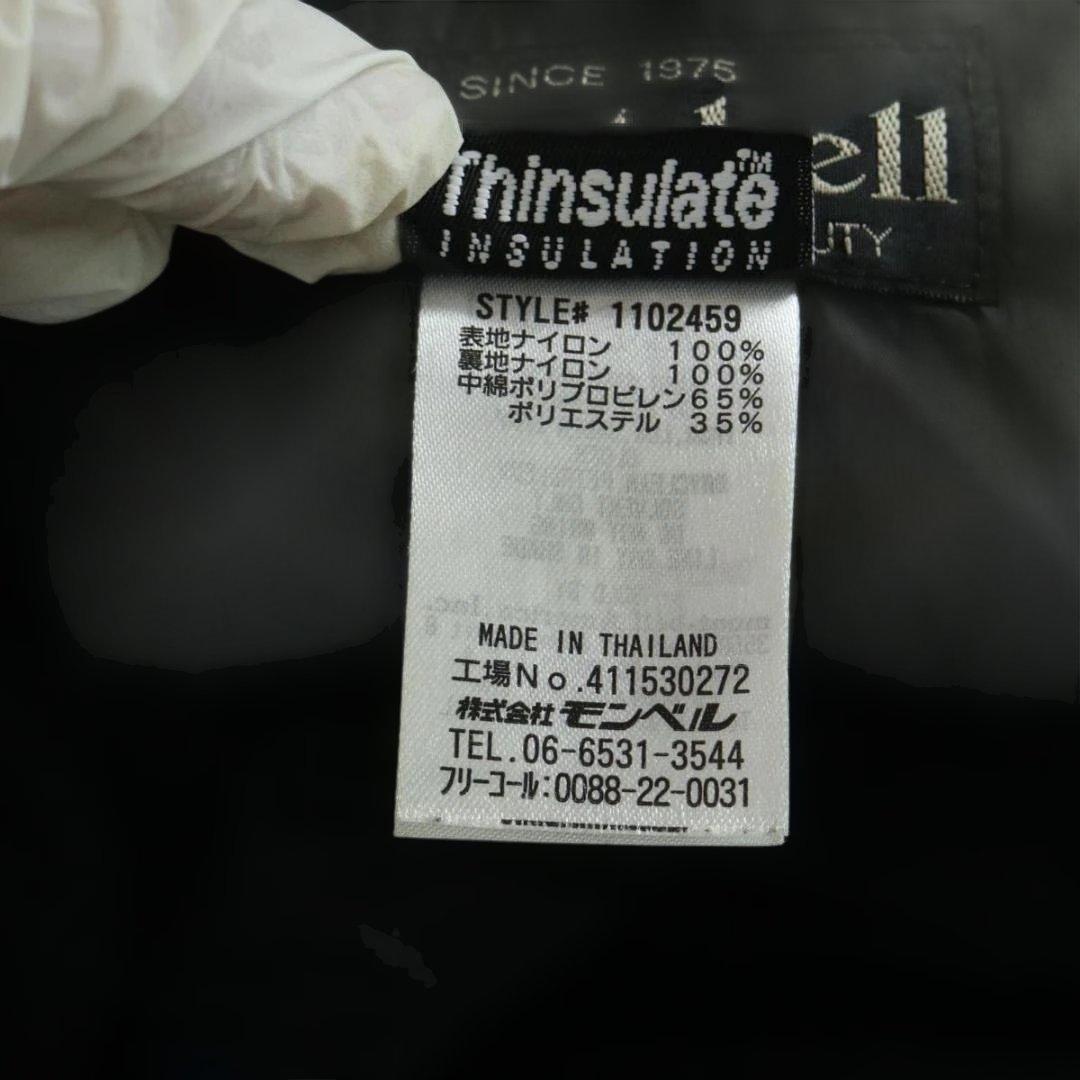 SINCE 1975
ell
Thinsulate™
INSULATION
UTY
STYLE# 1102459
表地ナイロン 100%
裏地ナイロン 100%
中綿ポリプロピレン65%
ポリエステル 35%
MADE IN THAILAND
工場No.411530272
株式会社モンベル
TEL.06-6531-3544
フリーコール:0088-22-0031